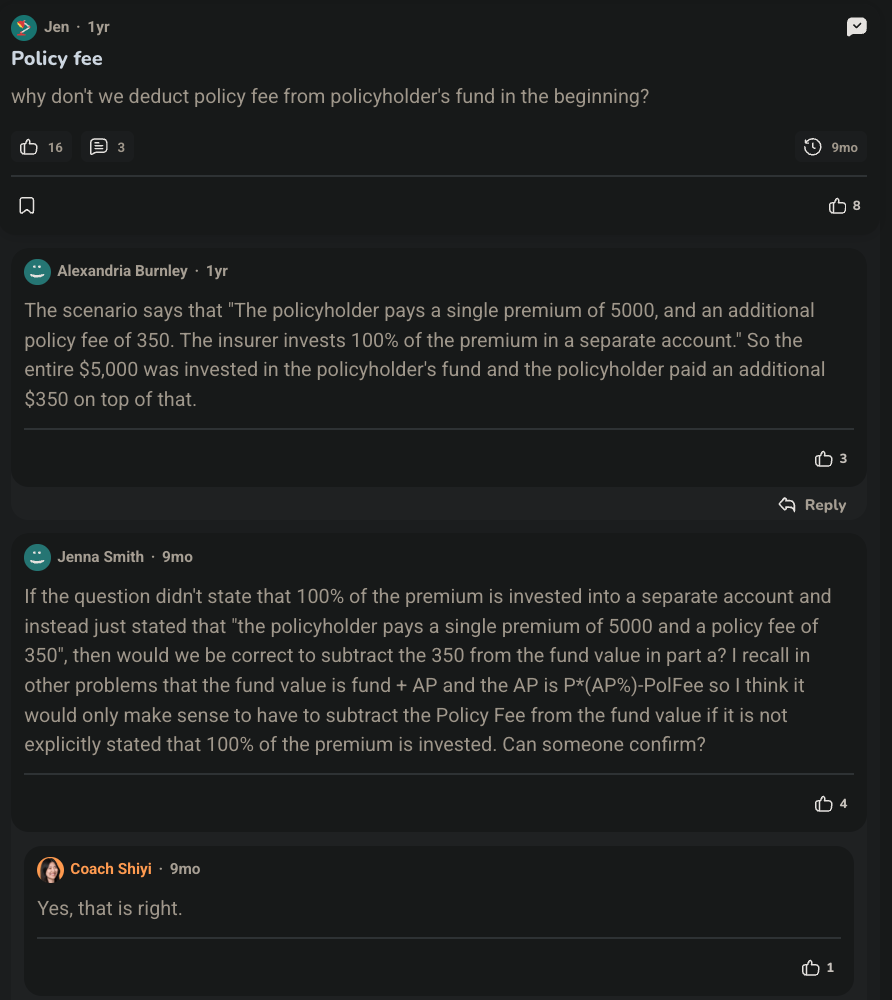 Jen · 1yr
Policy fee
why don't we deduct policy fee from policyholder's fund in the beginning?
16 3 9mo
8
Alexandria Burnley · 1yr
The scenario says that "The policyholder pays a single premium of 5000, and an additional
policy fee of 350. The insurer invests 100% of the premium in a separate account." So the
entire $5,000 was invested in the policyholder's fund and the policyholder paid an additional
$350 on top of that.
3
Reply
Jenna Smith · 9mo
If the question didn't state that 100% of the premium is invested into a separate account and
instead just stated that "the policyholder pays a single premium of 5000 and a policy fee of
350", then would we be correct to subtract the 350 from the fund value in part a? I recall in
other problems that the fund value is fund + AP and the AP is P*(AP%)-PolFee so I think it
would only make sense to have to subtract the Policy Fee from the fund value if it is not
explicitly stated that 100% of the premium is invested. Can someone confirm?
4
Coach Shiyi · 9mo
Yes, that is right.
1